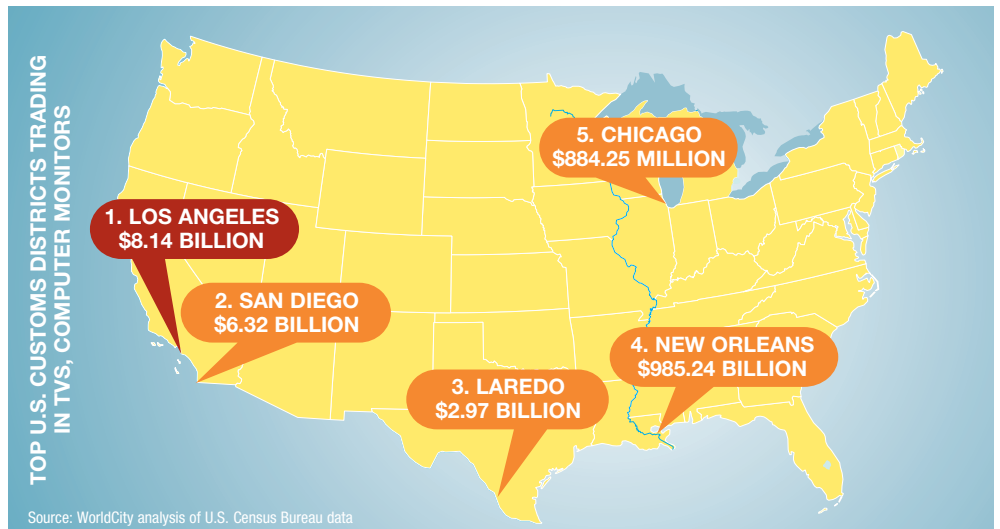 TOP U.S. CUSTOMS DISTRICTS TRADING
IN TVS, COMPUTER MONITORS
5. CHICAGO
$884.25 MILLION
1. LOS ANGELES
$8.14 BILLION
2. SAN DIEGO
$6.32 BILLION
4. NEW ORLEANS
$985.24 BILLION
3. LAREDO
$2.97 BILLION
Source: WorldCity analysis of U.S. Census Bureau data